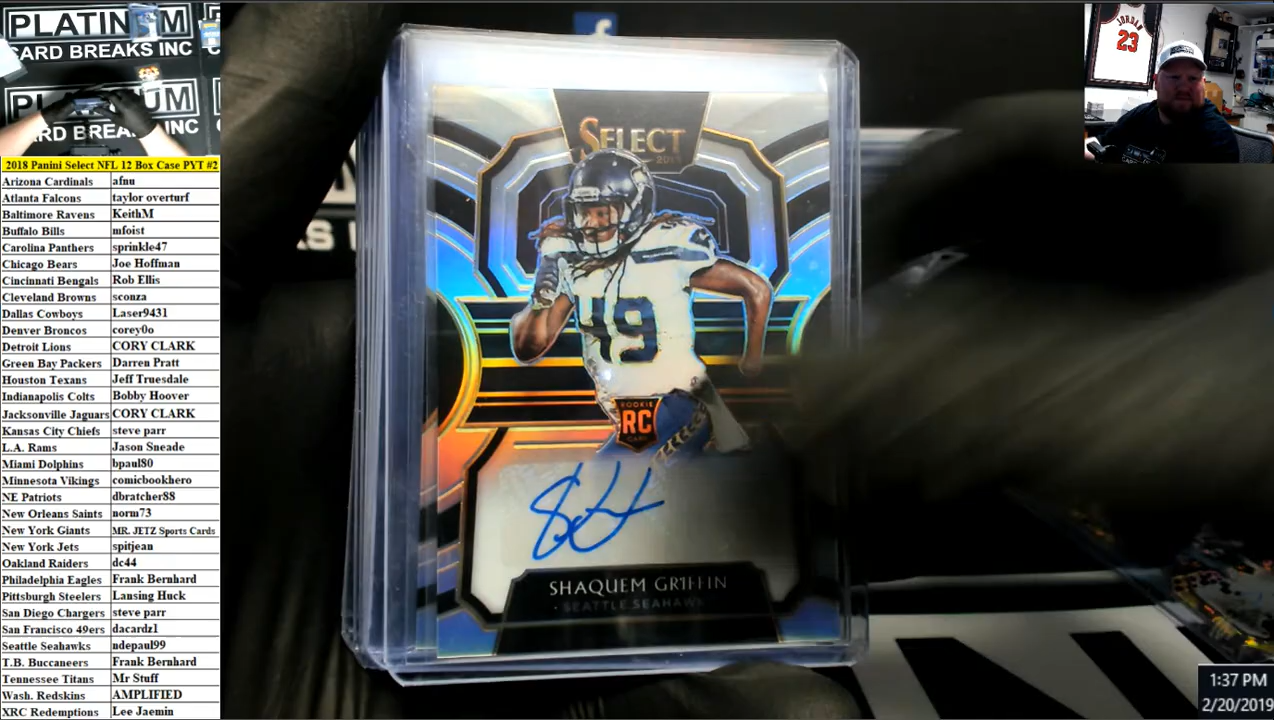 PLATINUM
CARD BREAKS INC
PLATINUM
CARD BREAKS INC
2018 Panini Select NFL 12 Box Case PYT #2
Arizona Cardinals afnu
Atlanta Falcons taylor overturf
Baltimore Ravens KeithM
Buffalo Bills mfoist
Carolina Panthers sprinkle47
Chicago Bears Joe Hoffman
Cincinnati Bengals Rob Ellis
Cleveland Browns sconza
Dallas Cowboys Laser9431
Denver Broncos corey0o
Detroit Lions CORY CLARK
Green Bay Packers Darren Pratt
Houston Texans Jeff Truesdale
Indianapolis Colts Bobby Hoover
Jacksonville Jaguars CORY CLARK
Kansas City Chiefs steve parr
L.A. Rams Jason Sneade
Miami Dolphins bpaul80
Minnesota Vikings comicbookhero
NE Patriots dbratcher88
New Orleans Saints norm73
New York Giants MR. JETZ Sports Cards
New York Jets spitjean
Oakland Raiders dc44
Philadelphia Eagles Frank Bernhard
Pittsburgh Steelers Lansing Huck
San Diego Chargers steve parr
San Francisco 49ers dacardz1
Seattle Seahawks ndepaul99
T.B. Buccaneers Frank Bernhard
Tennessee Titans Mr Stuff
Wash. Redskins AMPLIFIED
XRC Redemptions Lee Jaemin
SELECT
2018
49
ROOKIE
RC
CARD
SHAQUEM GRIFFIN
SEATTLE SEAHAWKS
JORDAN
23
1:37 PM
2/20/2019